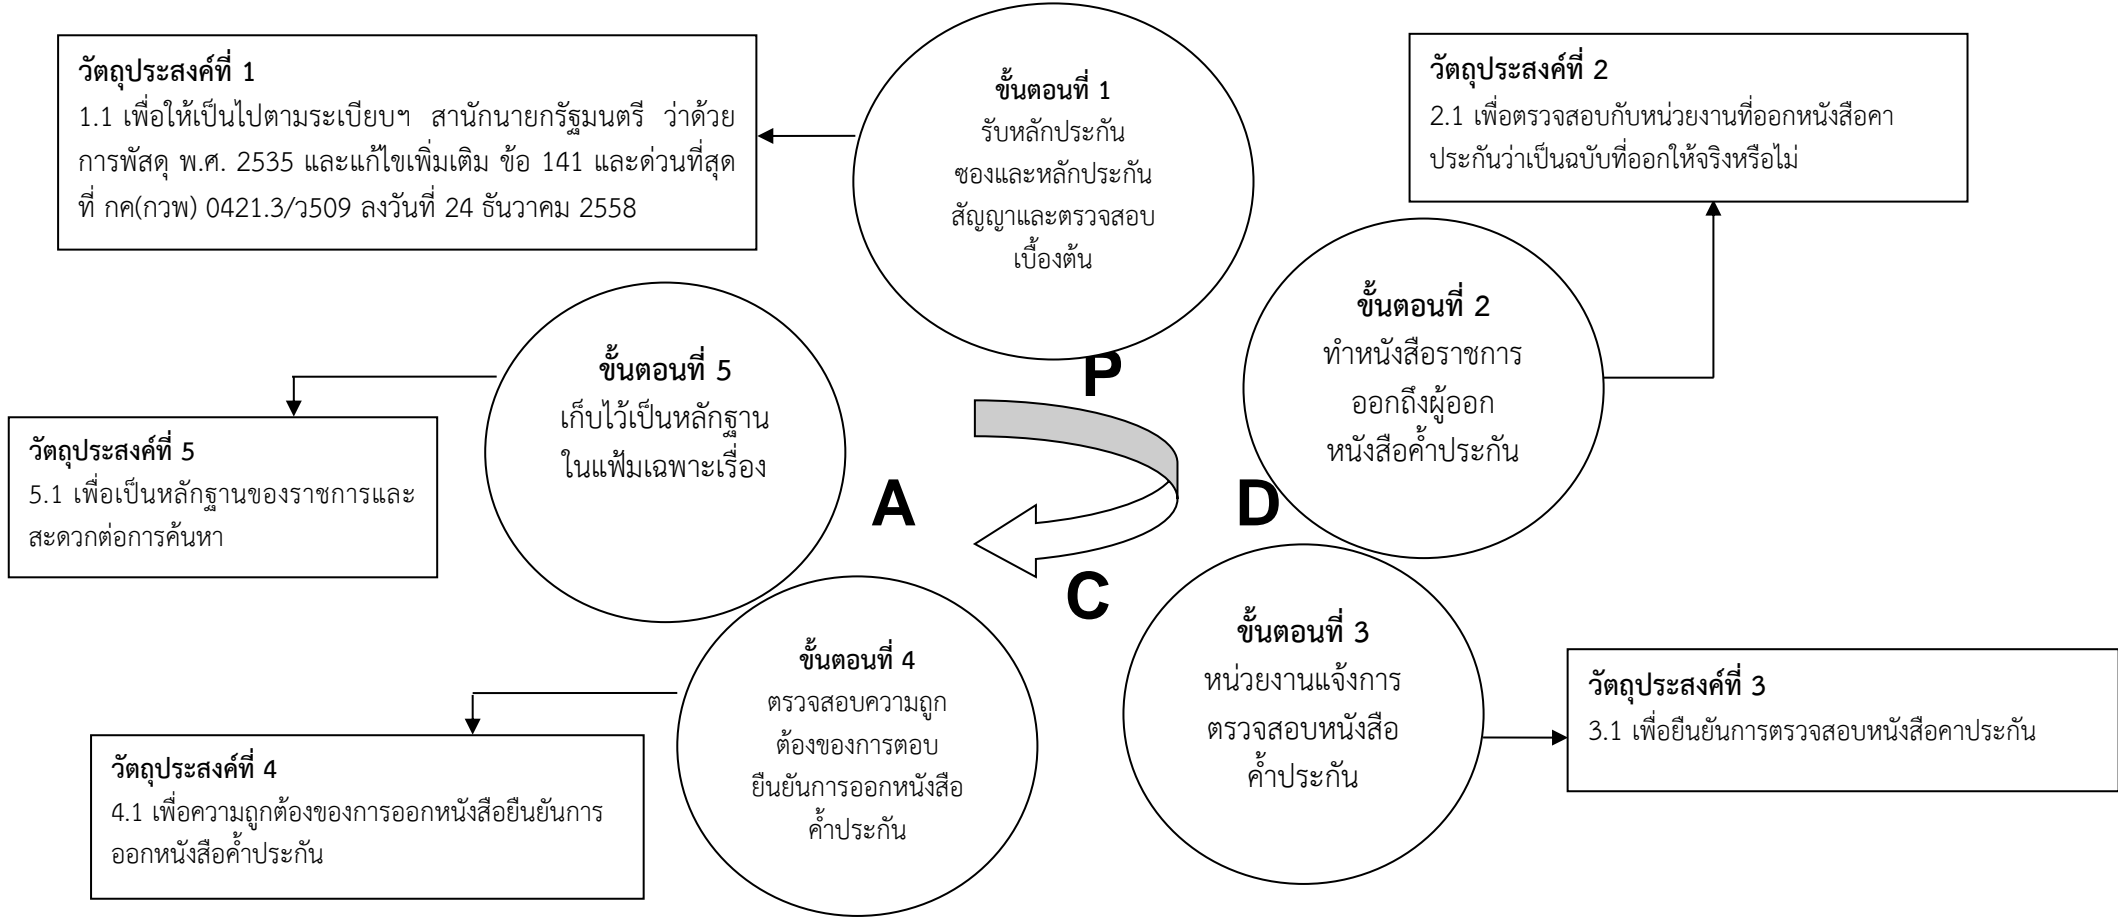 วัตถุประสงค์ที่ 1
1.1 เพื่อให้เป็นไปตามระเบียบฯ สานักนายกรัฐมนตรี ว่าด้วย
การพัสดุ พ.ศ. 2535 และแก้ไขเพิ่มเติม ข้อ 141 และด่วนที่สุด
ที่ กค(กวพ) 0421.3/ว509 ลงวันที่ 24 ธันวาคม 2558
ขั้นตอนที่ 1
รับหลักประกัน
ซองและหลักประกัน
สัญญาและตรวจสอบ
เบื้องต้น
วัตถุประสงค์ที่ 2
2.1 เพื่อตรวจสอบกับหน่วยงานที่ออกหนังสือคา
ประกันว่าเป็นฉบับที่ออกให้จริงหรือไม่
ขั้นตอนที่ 2
ทำหนังสือราชการ
ออกถึงผู้ออก
หนังสือค้ำประกัน
ขั้นตอนที่ 5
เก็บไว้เป็นหลักฐาน
ในแฟ้มเฉพาะเรื่อง
วัตถุประสงค์ที่ 5
5.1 เพื่อเป็นหลักฐานของราชการและ
สะดวกต่อการค้นหา
P
A
D
C
ขั้นตอนที่ 3
หน่วยงานแจ้งการ
ตรวจสอบหนังสือ
ค้ำประกัน
วัตถุประสงค์ที่ 3
3.1 เพื่อยืนยันการตรวจสอบหนังสือคาประกัน
ขั้นตอนที่ 4
ตรวจสอบความถูก
ต้องของการตอบ
ยืนยันการออกหนังสือ
ค้ำประกัน
วัตถุประสงค์ที่ 4
4.1 เพื่อความถูกต้องของการออกหนังสือยืนยันการ
ออกหนังสือค้ำประกัน